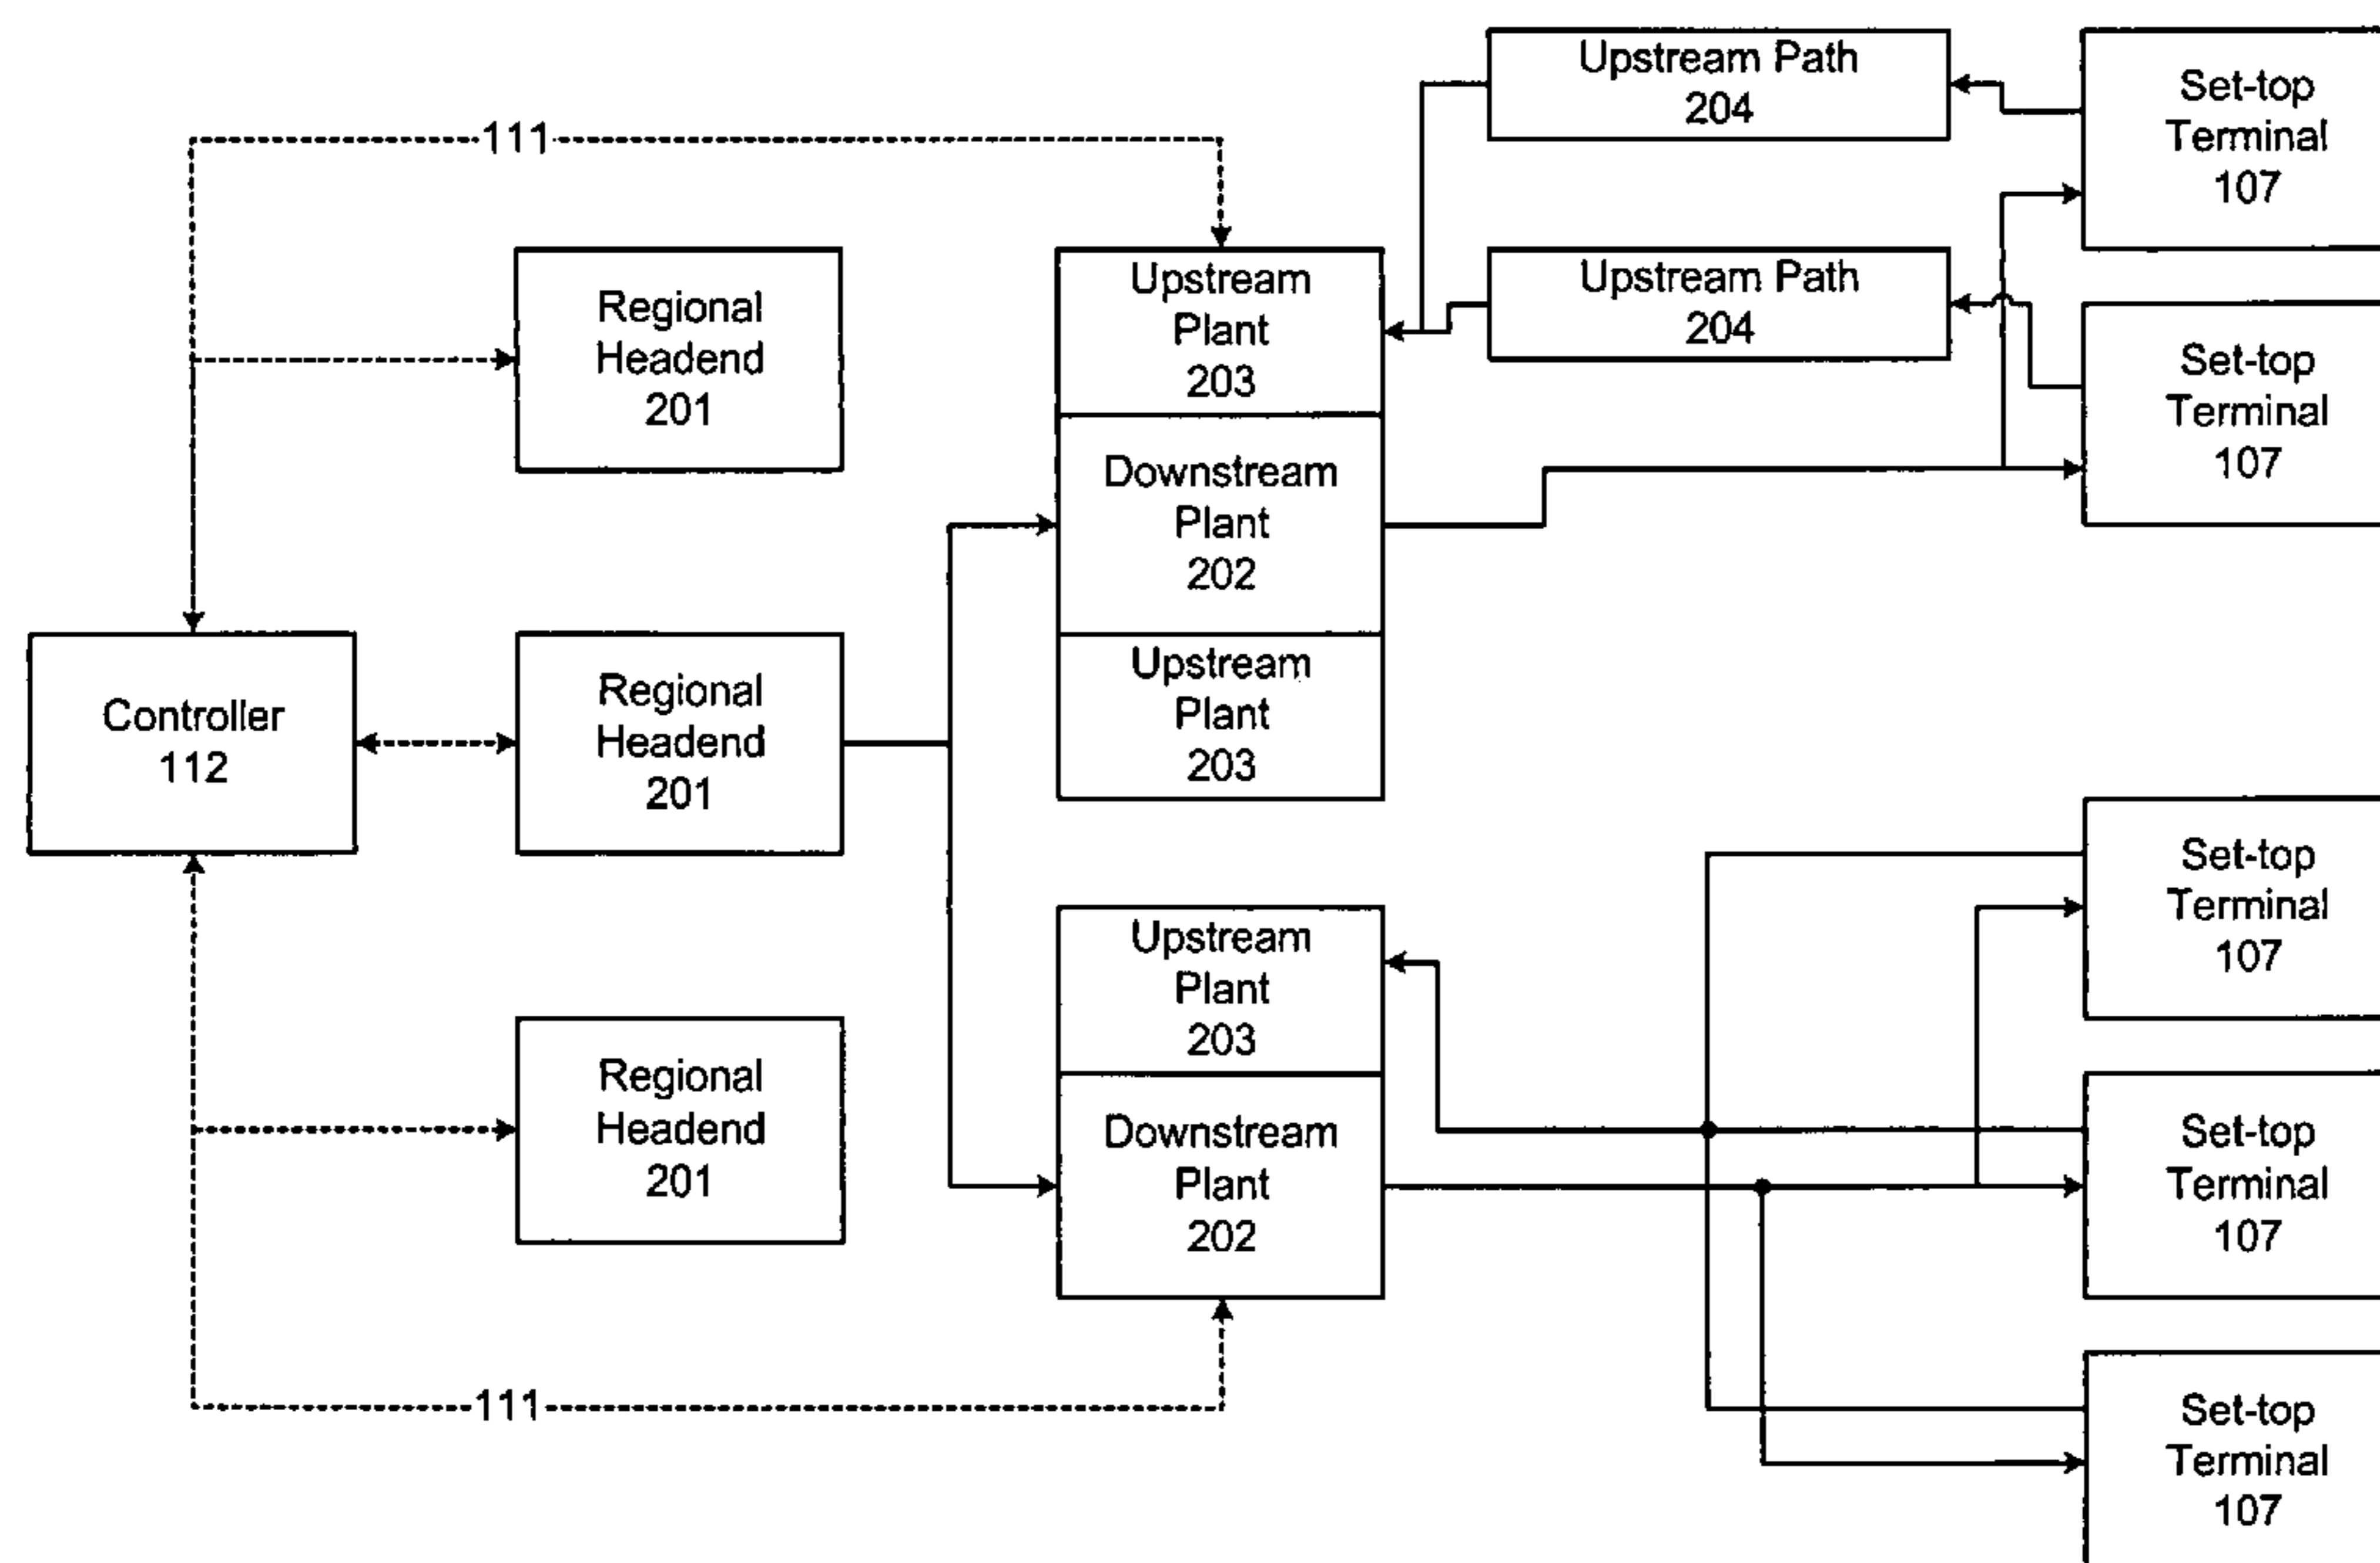 Upstream Path
204
Set-top
Terminal
107
111
Regional
Headend
201
Upstream
Plant
203
Upstream Path
204
Set-top
Terminal
107
Downstream
Plant
202
Controller
112
Regional
Headend
201
Upstream
Plant
203
Set-top
Terminal
107
Upstream
Plant
203
Regional
Headend
201
Downstream
Plant
202
Set-top
Terminal
107
111
Set-top
Terminal
107